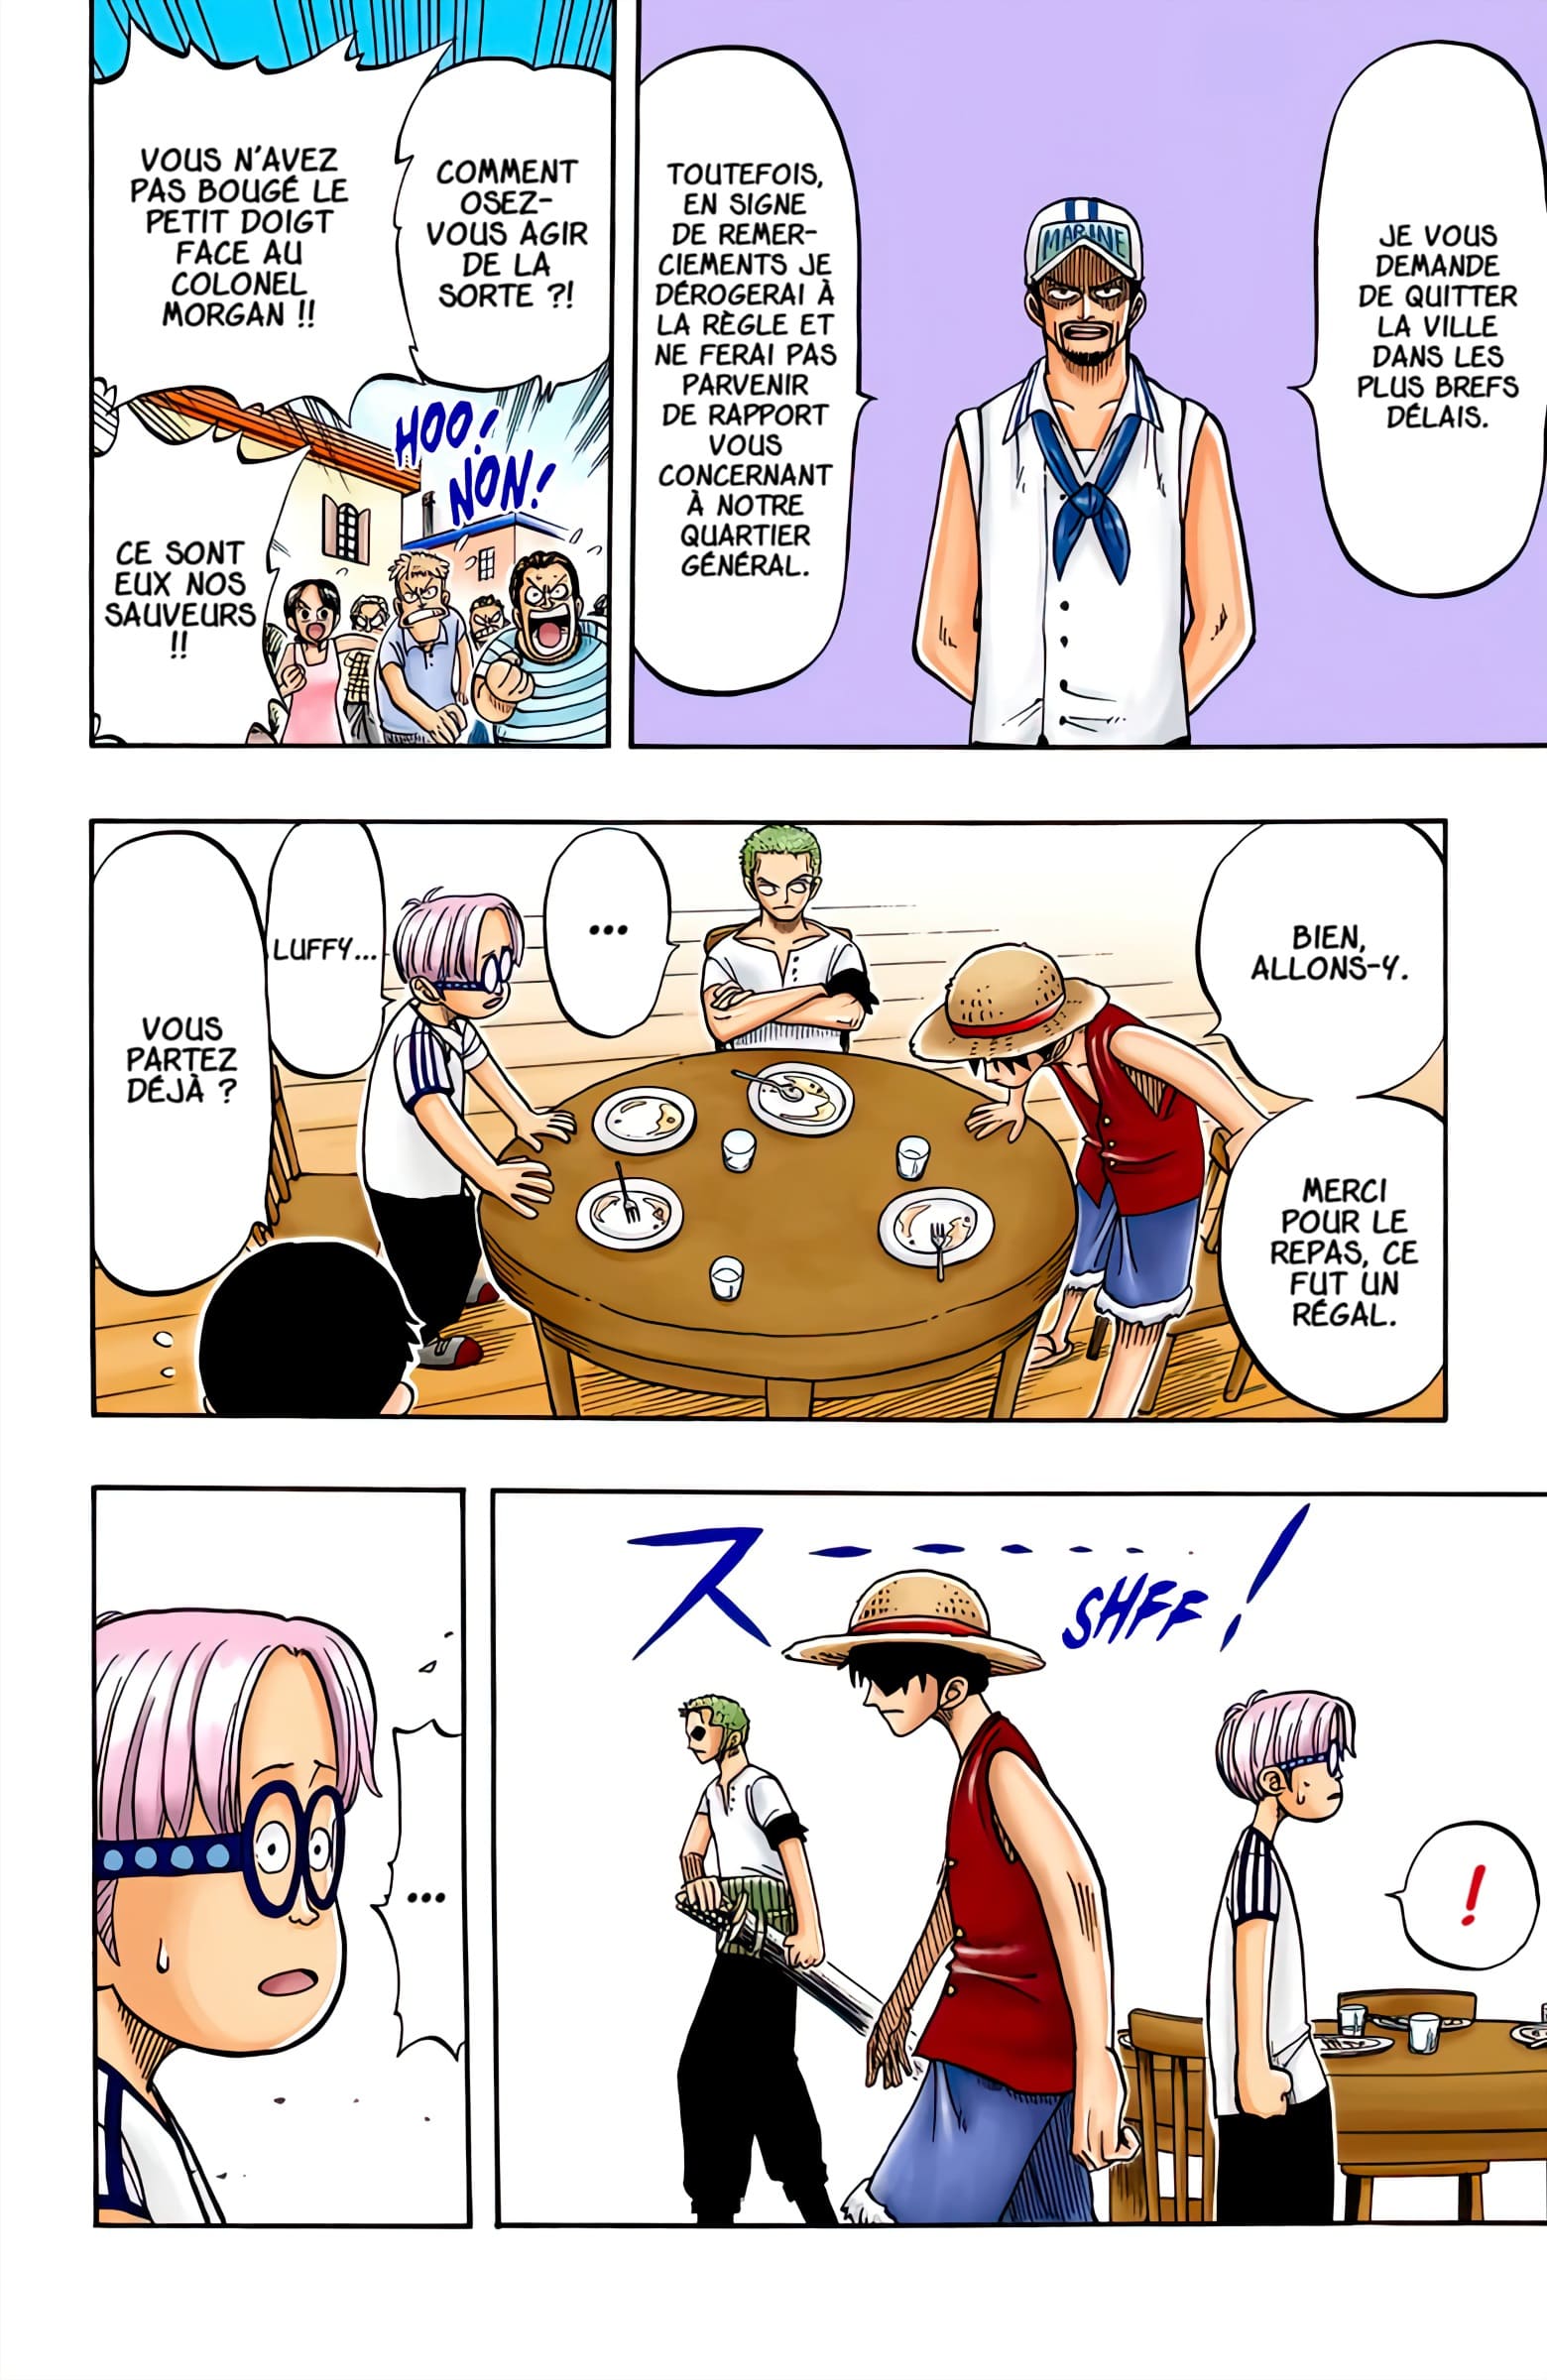 JE VOUS
DEMANDE
DE QUITTER
LA VILLE
DANS LES
PLUS BREFS
DÉLAIS.
MARINE
TOUTEFOIS,
EN SIGNE
DE REMER-
CIEMENTS JE
DÉROGERAI À
LA RÈGLE ET
NE FERAI PAS
PARVENIR
DE RAPPORT
VOUS
CONCERNANT
À NOTRE
QUARTIER
GÉNÉRAL.
COMMENT
OSEZ-
VOUS AGIR
DE LA
SORTE ?!
VOUS N'AVEZ
PAS BOUGÉ LE
PETIT DOIGT
FACE AU
COLONEL
MORGAN !!
HOO!
NON!
CE SONT
EUX NOS
SAUVEURS
!!
BIEN,
ALLONS-Y.
MERCI
POUR LE
REPAS, CE
FUT UN
RÉGAL.
...
LUFFY...
VOUS
PARTEZ
DÉJÀ ?
ス
SHFF !
!
...